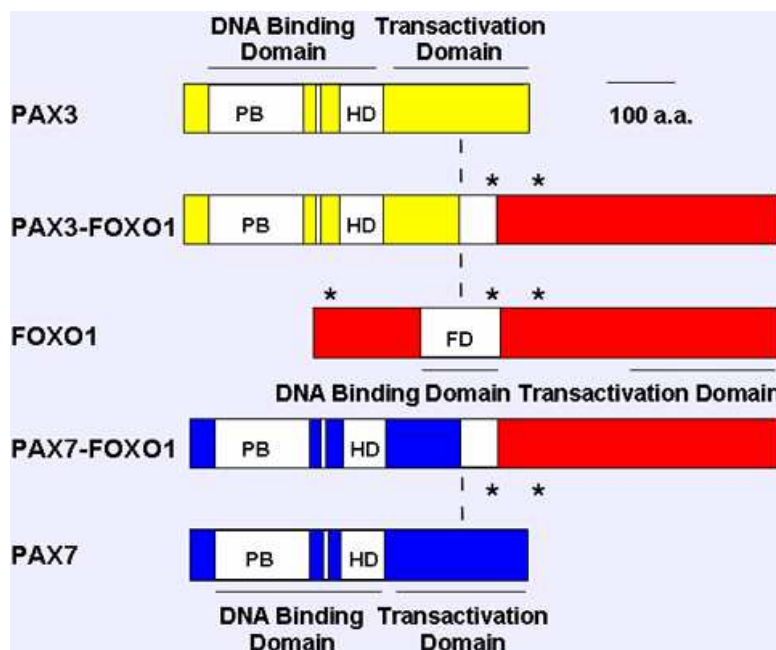 DNA Binding Transactivation
Domain Domain
PAX3 PB HD 100 a.a.
* *
PAX3-FOXO1 PB HD
* * *
FOXO1 FD
DNA Binding Domain Transactivation Domain
PAX7-FOXO1 PB HD
* *
PAX7 PB HD
DNA Binding Transactivation
Domain Domain